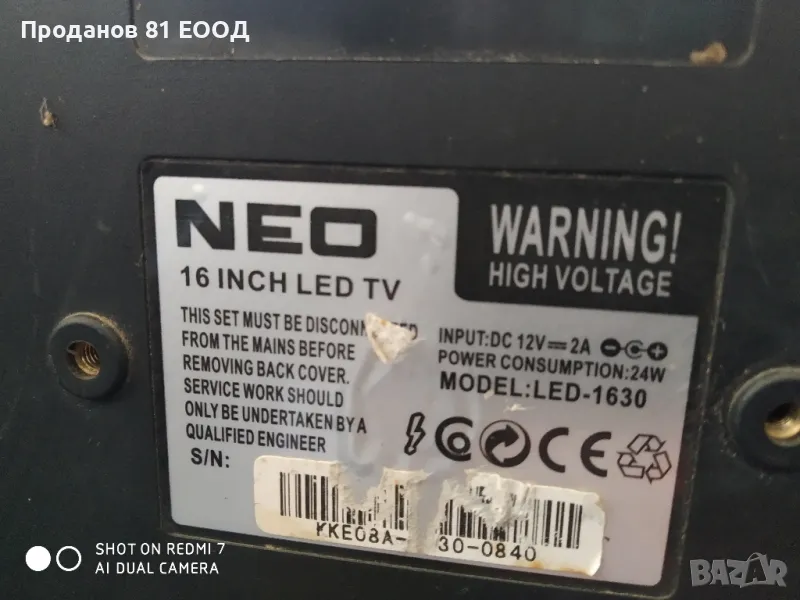 Проданов 81 ЕООД
NEO
16 INCH LED TV
WARNING!
HIGH VOLTAGE
THIS SET MUST BE
FROM THE MAINS BEFORE
REMOVING BACK COVER.
SERVICE WORK SHOULD
ONLY BE UNDERTAKEN BY A
QUALIFIED ENGINEER
S/N:
INPUT:DC 12V⎓2A
POWER CONSUMPTION:24W
MODEL:LED-1630
CE
30-0840
SHOT ON REDMI 7
AI DUAL CAMERA
BAZAR